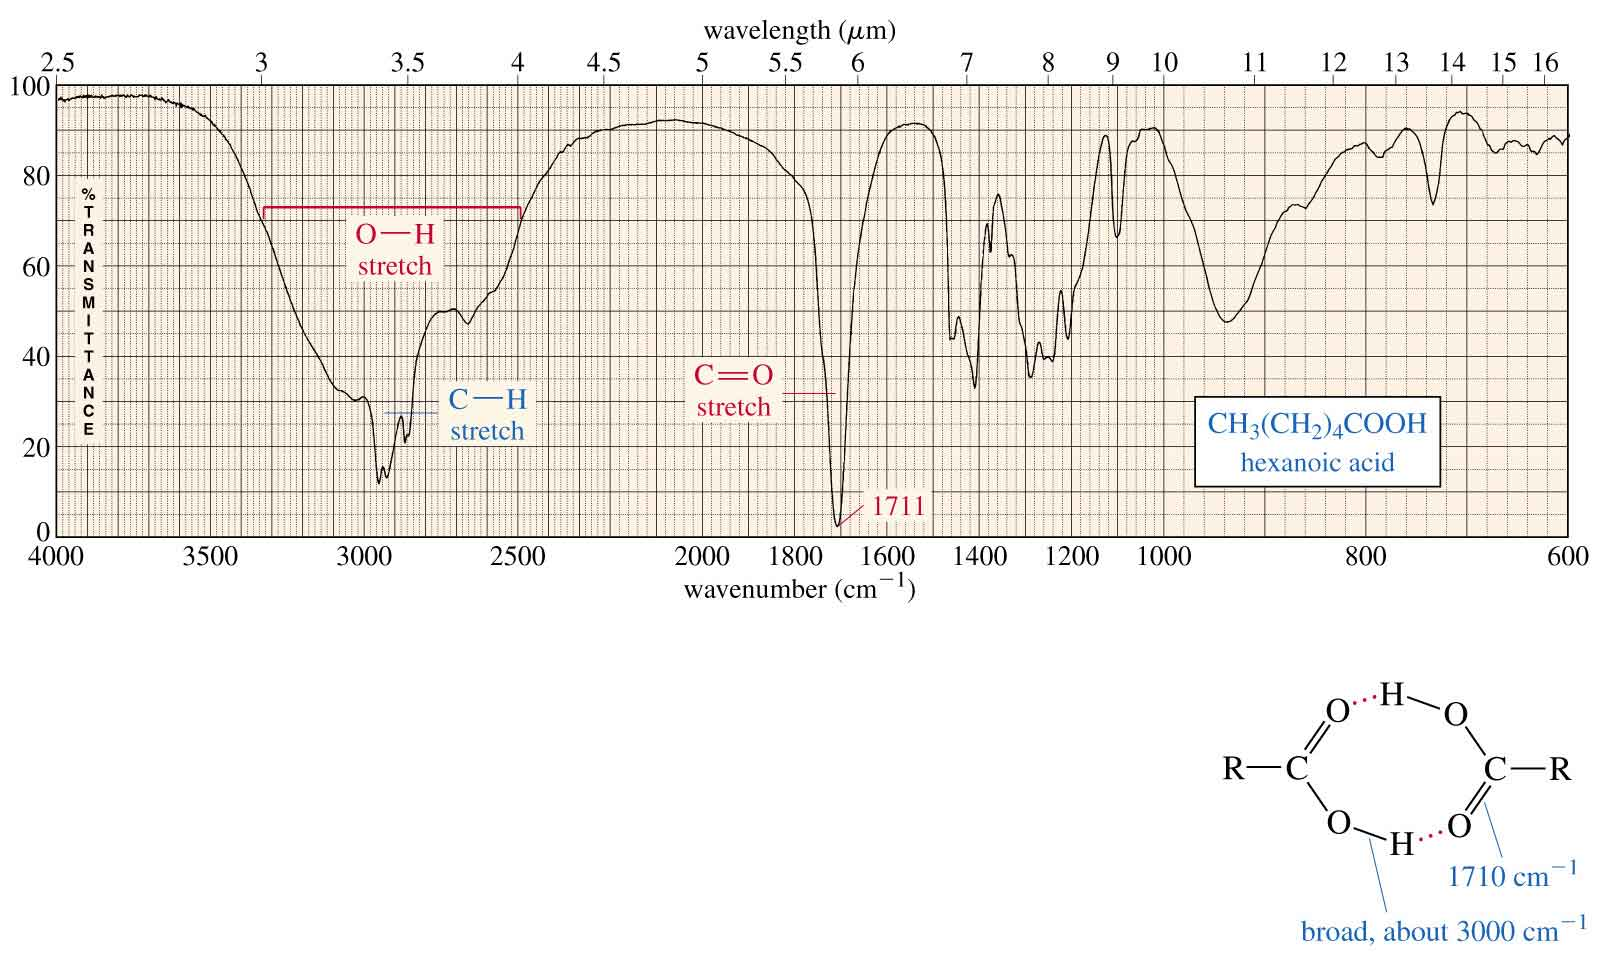 wavelength (μm)
2.5 3 3.5 4 4.5 5 5.5 6 7 8 9 10 11 12 13 14 15 16
100
80
60
40
20
0
%TRANSMITTANCE
O—H
stretch
C—H
stretch
C=O
stretch
1711
CH₃(CH₂)₄COOH
hexanoic acid
4000 3500 3000 2500 2000 1800 1600 1400 1200 1000 800 600
wavenumber (cm⁻¹)
O···H—O
R—C C—R
O—H···O
1710 cm⁻¹
broad, about 3000 cm⁻¹